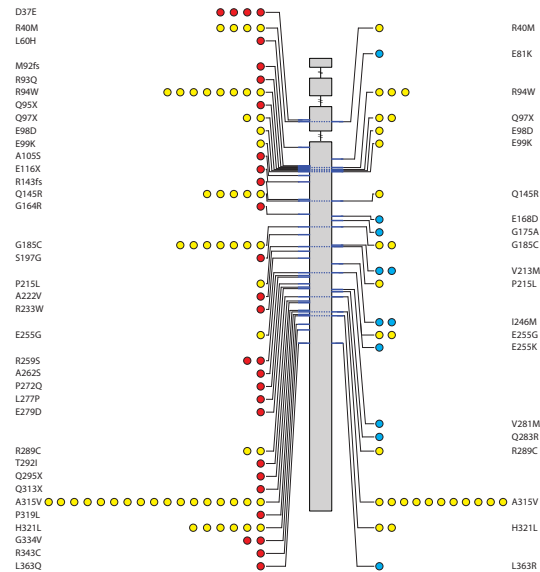 D37E
R40M
L60H
M92fs
R93Q
R94W
Q95X
Q97X
E98D
E99K
A105S
E116X
R143fs
Q145R
G164R
G185C
S197G
P215L
A222V
R233W
E255G
R259S
A262S
P272Q
L277P
E279D
R289C
T292I
Q295X
Q313X
A315V
P319L
H321L
G334V
R343C
L363Q
R40M
E81K
R94W
Q97X
E98D
E99K
Q145R
E168D
G175A
G185C
V213M
P215L
I246M
E255G
E255K
V281M
Q283R
R289C
A315V
H321L
L363R